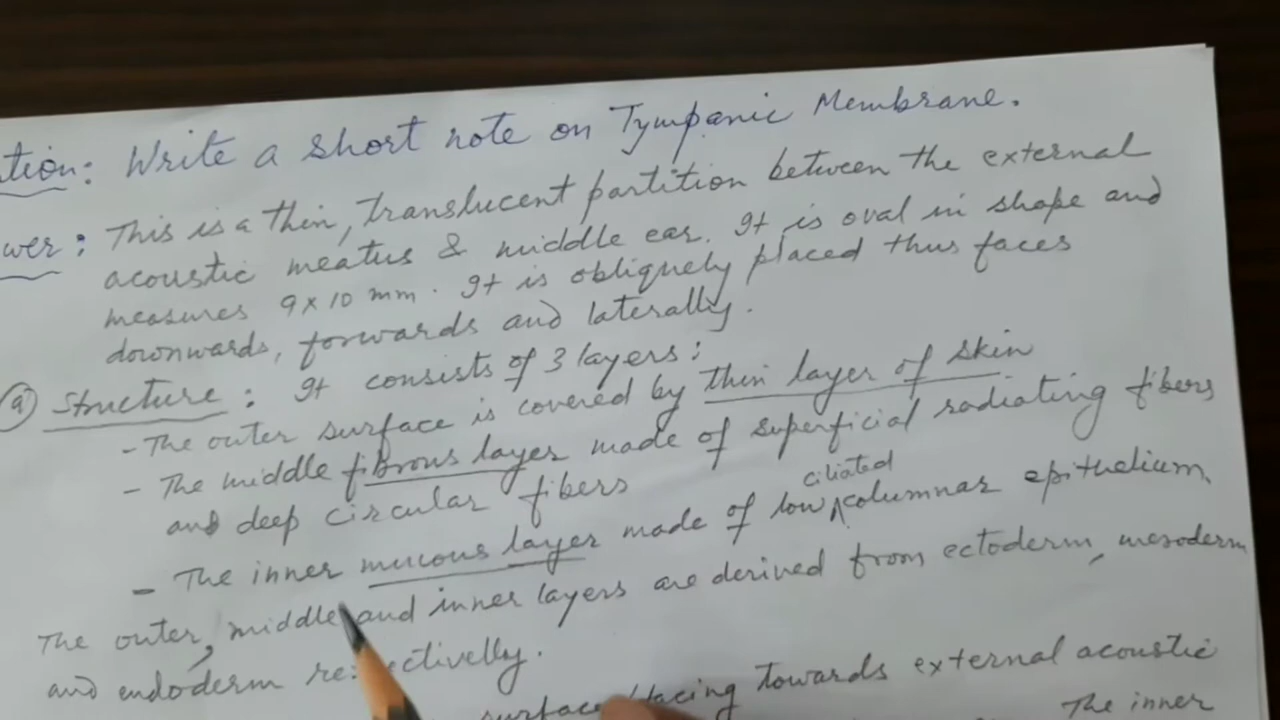 tion: Write a short note on Tympanic Membrane.
wer: This is a thin, translucent partition between the external
acoustic meatus & middle ear. It is oval in shape and
measures 9 x 10 mm. It is obliquely placed thus faces
downwards, forwards and laterally.
(a) Structure: It consists of 3 layers:
- The outer surface is covered by thin layer of skin
- The middle fibrous layer made of superficial radiating fibers
and deep circular fibers
- The inner mucous layer made of low ciliated columnar epithelium.
The outer, middle and inner layers are derived from ectoderm, mesoderm
and endoderm re ctivelly.
surface facing towards external acoustic
The inner